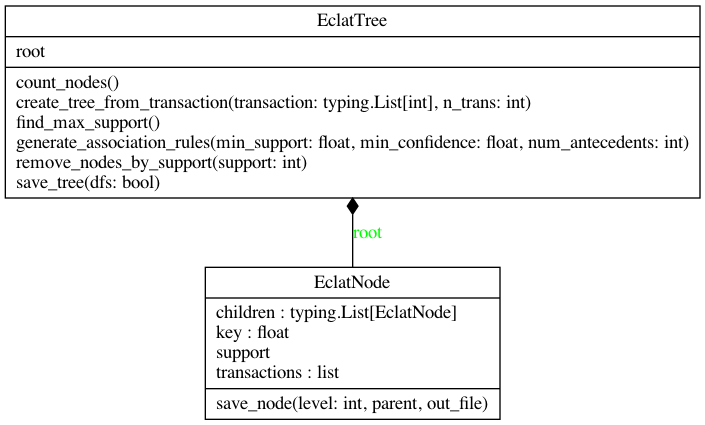 EclatTree
root
count_nodes()
create_tree_from_transaction(transaction: typing.List[int], n_trans: int)
find_max_support()
generate_association_rules(min_support: float, min_confidence: float, num_antecedents: int)
remove_nodes_by_support(support: int)
save_tree(dfs: bool)
root
EclatNode
children : typing.List[EclatNode]
key : float
support
transactions : list
save_node(level: int, parent, out_file)